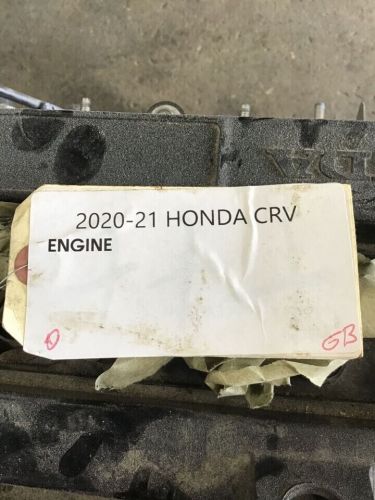 2020-21 HONDA CRV
ENGINE
0 GB